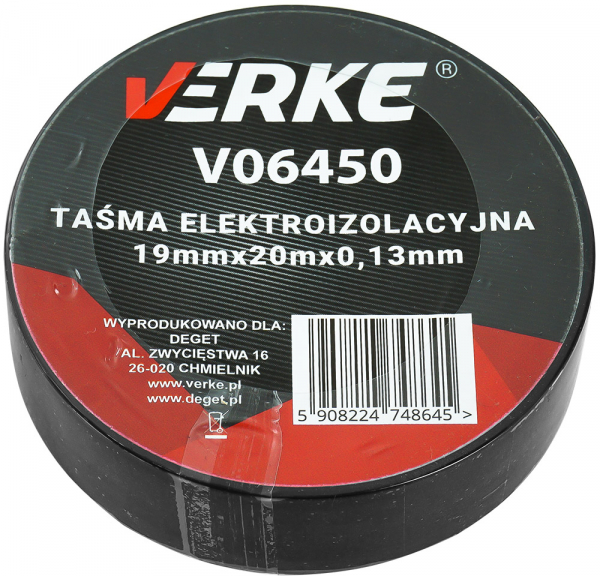 VERKE®
V06450
TAŚMA ELEKTROIZOLACYJNA
19mmx20mx0,13mm
WYPRODUKOWANO DLA:
DEGET
AL. ZWYCIĘSTWA 16
26-020 CHMIELNIK
www.verke.pl
www.deget.pl
5 908224 748645 >